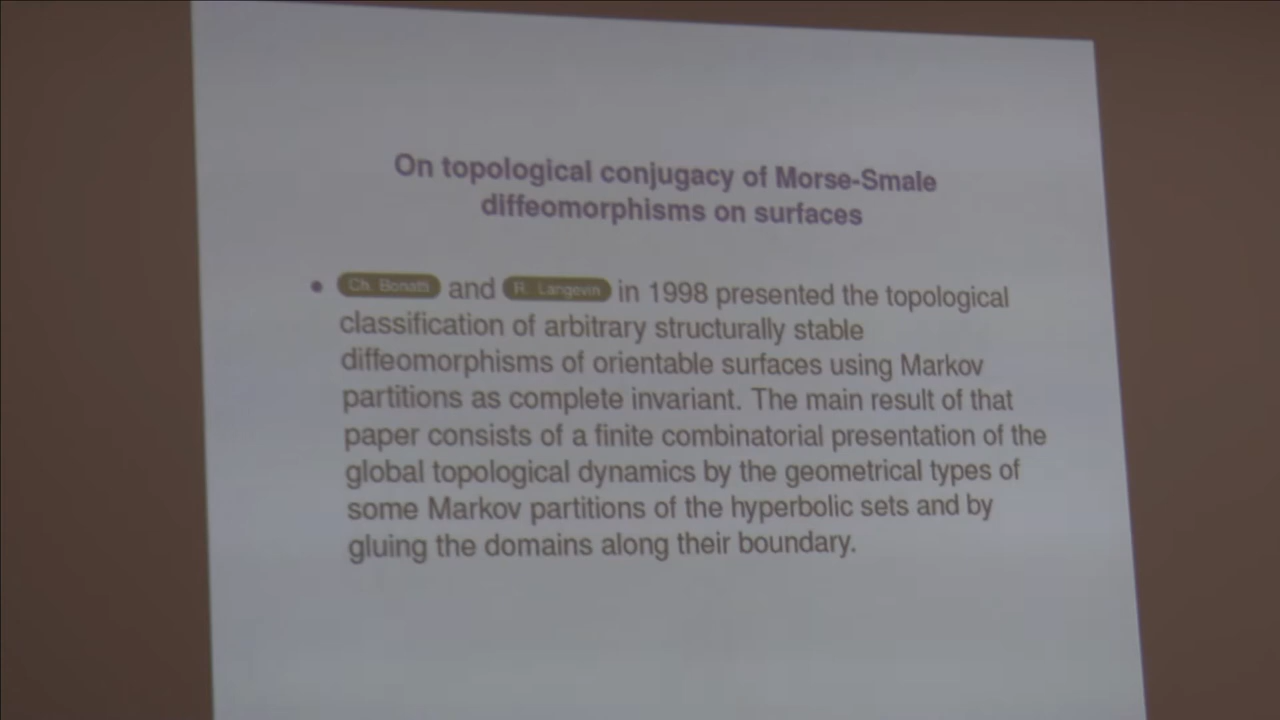 On topological conjugacy of Morse-Smale
diffeomorphisms on surfaces
• Ch. Bonatti and R. Langevin in 1998 presented the topological
classification of arbitrary structurally stable
diffeomorphisms of orientable surfaces using Markov
partitions as complete invariant. The main result of that
paper consists of a finite combinatorial presentation of the
global topological dynamics by the geometrical types of
some Markov partitions of the hyperbolic sets and by
gluing the domains along their boundary.